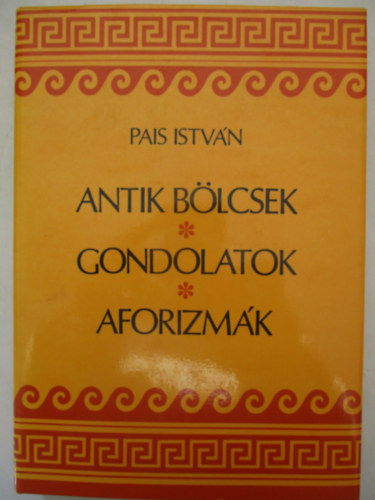 PAIS ISTVÁN
ANTIK BÖLCSEK
*
GONDOLATOK
*
AFORIZMÁK